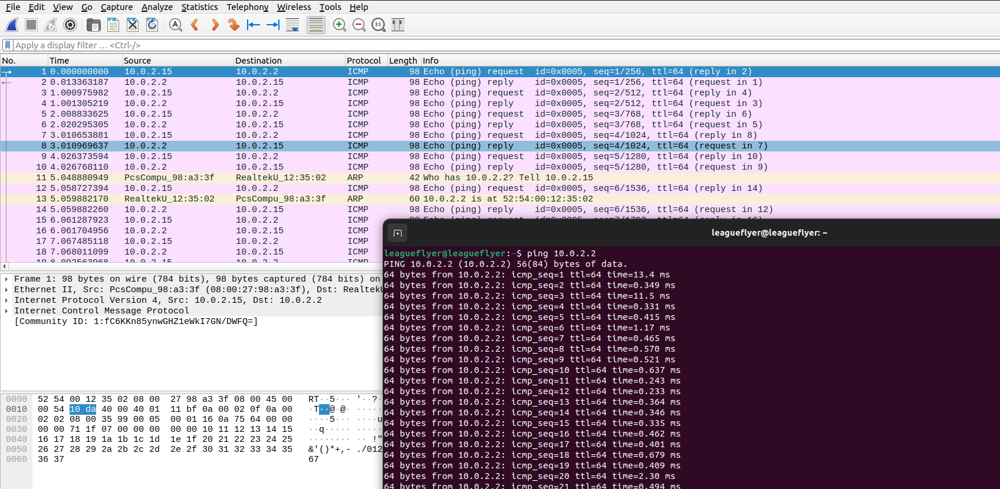 File Edit View Go Capture Analyze Statistics Telephony Wireless Tools Help
Apply a display filter … <Ctrl-/>
No. Time Source Destination Protocol Length Info
1 0.000000000 10.0.2.15 10.0.2.2 ICMP 98 Echo (ping) request id=0x0005, seq=1/256, ttl=64 (reply in 2)
2 0.013363187 10.0.2.2 10.0.2.15 ICMP 98 Echo (ping) reply id=0x0005, seq=1/256, ttl=64 (request in 1)
3 1.000975982 10.0.2.15 10.0.2.2 ICMP 98 Echo (ping) request id=0x0005, seq=2/512, ttl=64 (reply in 4)
4 1.001305219 10.0.2.2 10.0.2.15 ICMP 98 Echo (ping) reply id=0x0005, seq=2/512, ttl=64 (request in 3)
5 2.008833625 10.0.2.15 10.0.2.2 ICMP 98 Echo (ping) request id=0x0005, seq=3/768, ttl=64 (reply in 6)
6 2.020295305 10.0.2.2 10.0.2.15 ICMP 98 Echo (ping) reply id=0x0005, seq=3/768, ttl=64 (request in 5)
7 3.010653881 10.0.2.15 10.0.2.2 ICMP 98 Echo (ping) request id=0x0005, seq=4/1024, ttl=64 (reply in 8)
8 3.010969637 10.0.2.2 10.0.2.15 ICMP 98 Echo (ping) reply id=0x0005, seq=4/1024, ttl=64 (request in 7)
9 4.026373594 10.0.2.15 10.0.2.2 ICMP 98 Echo (ping) request id=0x0005, seq=5/1280, ttl=64 (reply in 10)
10 4.026768110 10.0.2.2 10.0.2.15 ICMP 98 Echo (ping) reply id=0x0005, seq=5/1280, ttl=64 (request in 9)
11 5.048880949 PcsCompu_98:a3:3f RealtekU_12:35:02 ARP 42 Who has 10.0.2.2? Tell 10.0.2.15
12 5.058727394 10.0.2.15 10.0.2.2 ICMP 98 Echo (ping) request id=0x0005, seq=6/1536, ttl=64 (reply in 14)
13 5.059882170 RealtekU_12:35:02 PcsCompu_98:a3:3f ARP 60 10.0.2.2 is at 52:54:00:12:35:02
14 5.059882260 10.0.2.2 10.0.2.15 ICMP 98 Echo (ping) reply id=0x0005, seq=6/1536, ttl=64 (request in 12)
15 6.061287923 10.0.2.15 10.0.2.2 ICMP
16 6.061704956 10.0.2.2 10.0.2.15 ICMP
17 7.067485118 10.0.2.15 10.0.2.2 ICMP
18 7.068011099 10.0.2.2 10.0.2.15 ICMP
19 8.092563968 10.0.2.15 10.0.2.2 ICMP
Frame 1: 98 bytes on wire (784 bits), 98 bytes captured (784 bits) on
Ethernet II, Src: PcsCompu_98:a3:3f (08:00:27:98:a3:3f), Dst: Realtek
Internet Protocol Version 4, Src: 10.0.2.15, Dst: 10.0.2.2
Internet Control Message Protocol
[Community ID: 1:fC6KKn85ynwGHZ1eWkI7GN/DWFQ=]
0000 52 54 00 12 35 02 08 00 27 98 a3 3f 08 00 45 00 RT··5··· '··?·
0010 00 54 10 da 40 00 40 01 11 bf 0a 00 02 0f 0a 00 ·T··@·@· ·····
0020 02 02 08 00 35 99 00 05 00 01 16 0a 75 64 00 00 ····5··· ····u
0030 00 00 71 1f 07 00 00 00 00 00 10 11 12 13 14 15 ··q····· ·····
0040 16 17 18 19 1a 1b 1c 1d 1e 1f 20 21 22 23 24 25 ········ ·· !"
0050 26 27 28 29 2a 2b 2c 2d 2e 2f 30 31 32 33 34 35 &'()*+,- ./012
0060 36 37 67
leagueflyer@leagueflyer: ~
leagueflyer@leagueflyer:~$ ping 10.0.2.2
PING 10.0.2.2 (10.0.2.2) 56(84) bytes of data.
64 bytes from 10.0.2.2: icmp_seq=1 ttl=64 time=13.4 ms
64 bytes from 10.0.2.2: icmp_seq=2 ttl=64 time=0.349 ms
64 bytes from 10.0.2.2: icmp_seq=3 ttl=64 time=11.5 ms
64 bytes from 10.0.2.2: icmp_seq=4 ttl=64 time=0.331 ms
64 bytes from 10.0.2.2: icmp_seq=5 ttl=64 time=0.415 ms
64 bytes from 10.0.2.2: icmp_seq=6 ttl=64 time=1.17 ms
64 bytes from 10.0.2.2: icmp_seq=7 ttl=64 time=0.465 ms
64 bytes from 10.0.2.2: icmp_seq=8 ttl=64 time=0.570 ms
64 bytes from 10.0.2.2: icmp_seq=9 ttl=64 time=0.521 ms
64 bytes from 10.0.2.2: icmp_seq=10 ttl=64 time=0.637 ms
64 bytes from 10.0.2.2: icmp_seq=11 ttl=64 time=0.243 ms
64 bytes from 10.0.2.2: icmp_seq=12 ttl=64 time=0.233 ms
64 bytes from 10.0.2.2: icmp_seq=13 ttl=64 time=0.364 ms
64 bytes from 10.0.2.2: icmp_seq=14 ttl=64 time=0.346 ms
64 bytes from 10.0.2.2: icmp_seq=15 ttl=64 time=0.335 ms
64 bytes from 10.0.2.2: icmp_seq=16 ttl=64 time=0.462 ms
64 bytes from 10.0.2.2: icmp_seq=17 ttl=64 time=0.401 ms
64 bytes from 10.0.2.2: icmp_seq=18 ttl=64 time=0.679 ms
64 bytes from 10.0.2.2: icmp_seq=19 ttl=64 time=0.409 ms
64 bytes from 10.0.2.2: icmp_seq=20 ttl=64 time=2.30 ms
64 bytes from 10.0.2.2: icmp_seq=21 ttl=64 time=0.494 ms